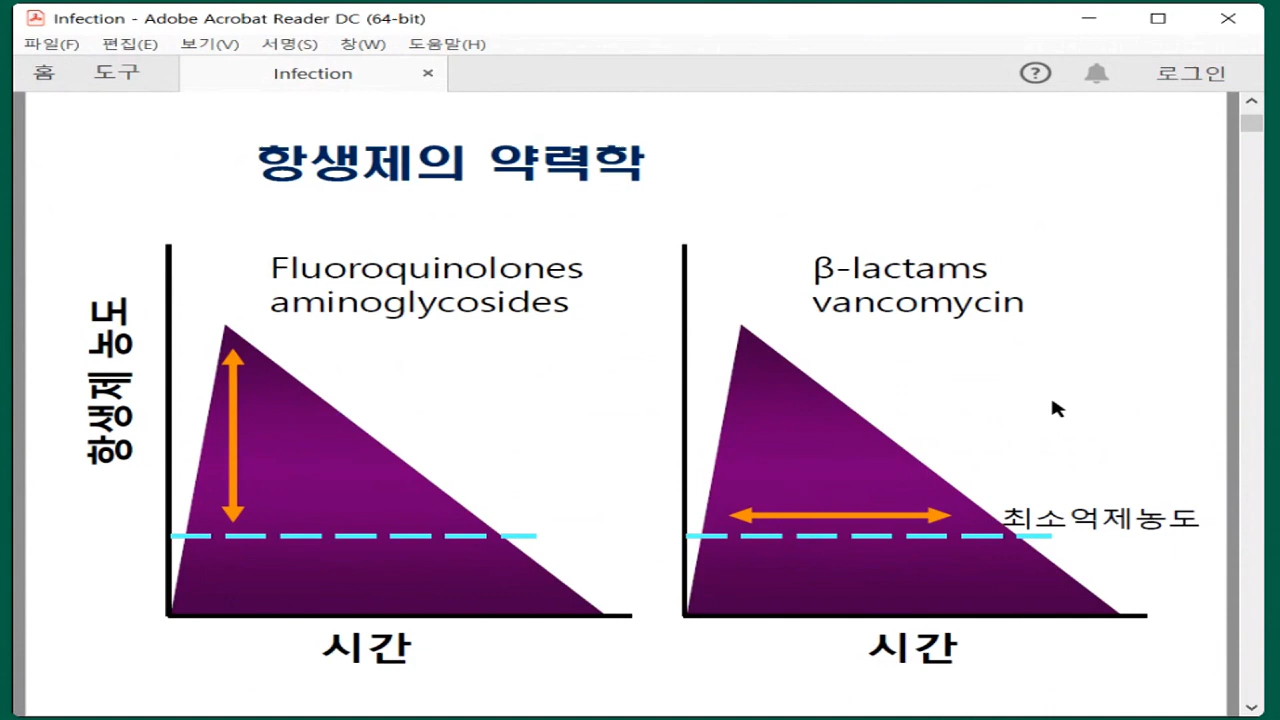 Infection - Adobe Acrobat Reader DC (64-bit)
파일(F) 편집(E) 보기(V) 서명(S) 창(W) 도움말(H)
홈 도구 Infection × ? 로그인
항생제의 약력학
Fluoroquinolones
aminoglycosides
β-lactams
vancomycin
항생제 농도
최소억제농도
시간
시간